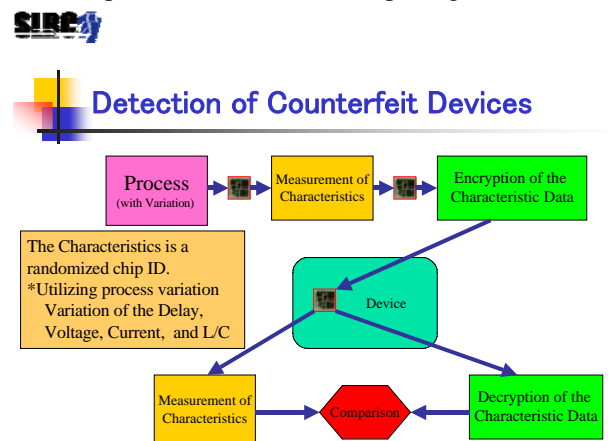 SIRE
Detection of Counterfeit Devices
Process
(with Variation)
Measurement of
Characteristics
Encryption of the
Characteristic Data
The Characteristics is a
randomized chip ID.
*Utilizing process variation
Variation of the Delay,
Voltage, Current, and L/C
Device
Measurement of
Characteristics
Comparison
Decryption of the
Characteristic Data